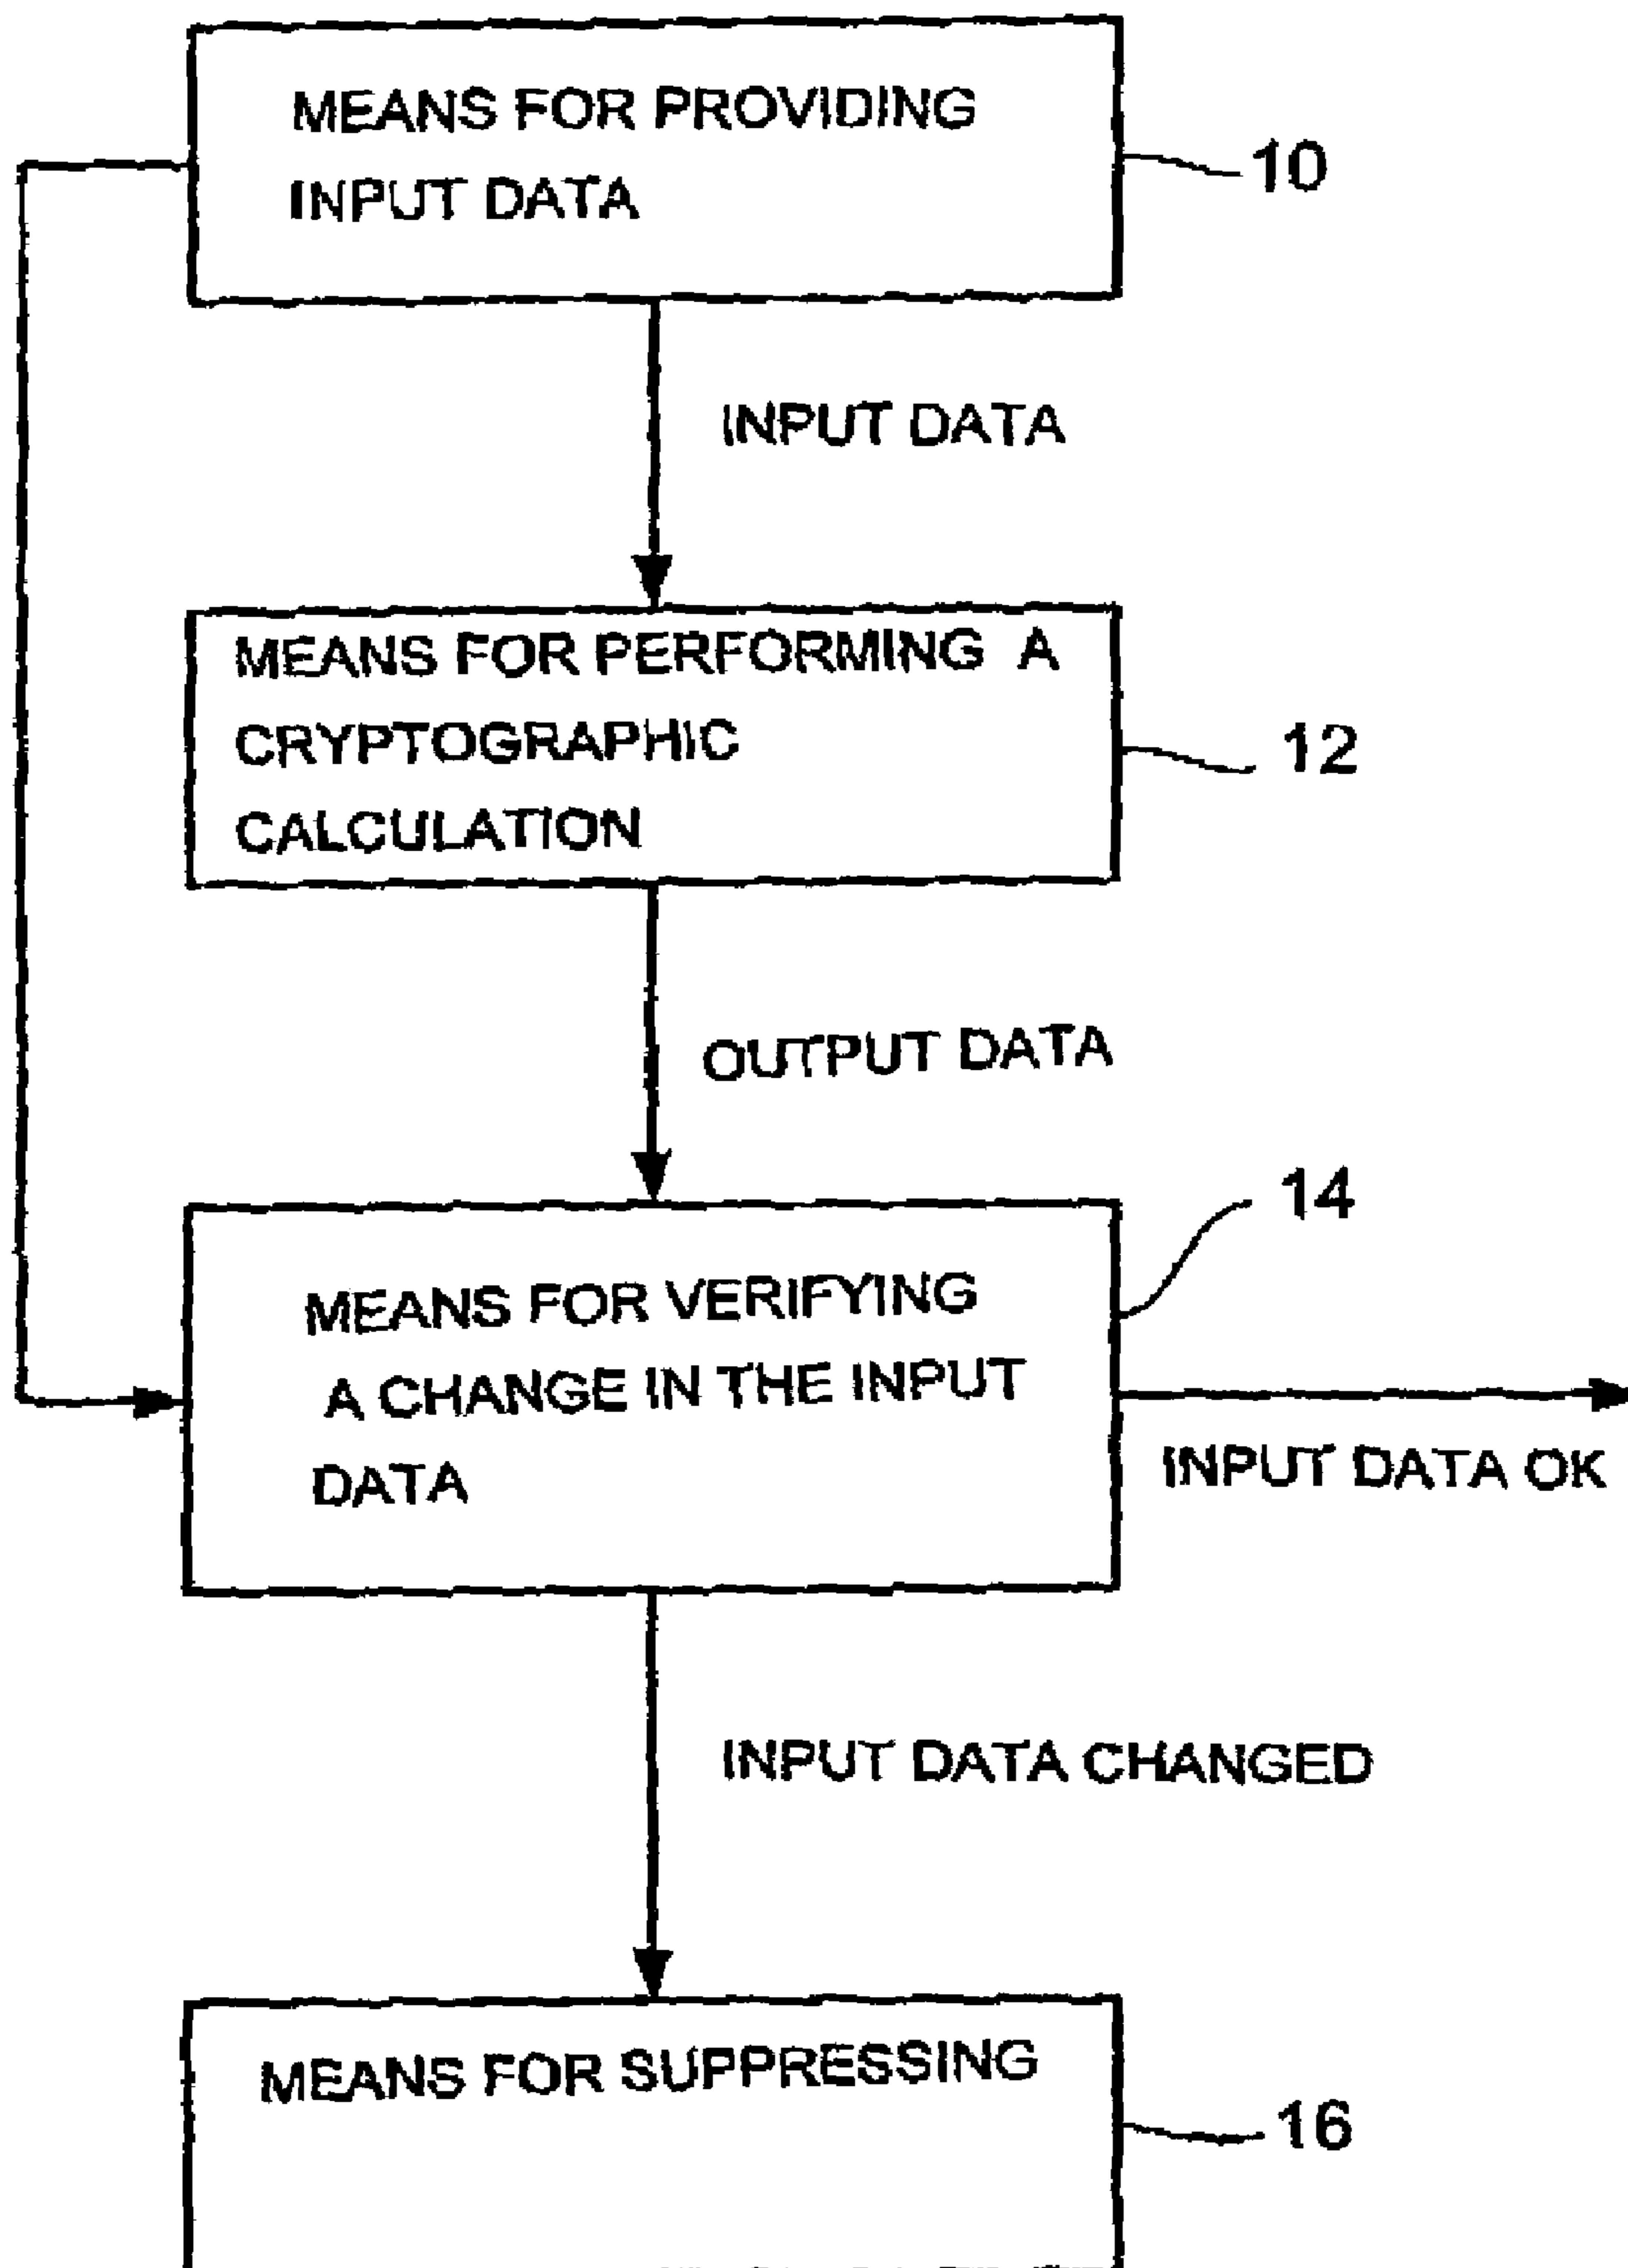 MEANS FOR PROVIDING
INPUT DATA
10
INPUT DATA
MEANS FOR PERFORMING A
CRYPTOGRAPHIC
CALCULATION
12
OUTPUT DATA
14
MEANS FOR VERIFYING
A CHANGE IN THE INPUT
DATA
INPUT DATA OK
INPUT DATA CHANGED
MEANS FOR SUPPRESSING
16